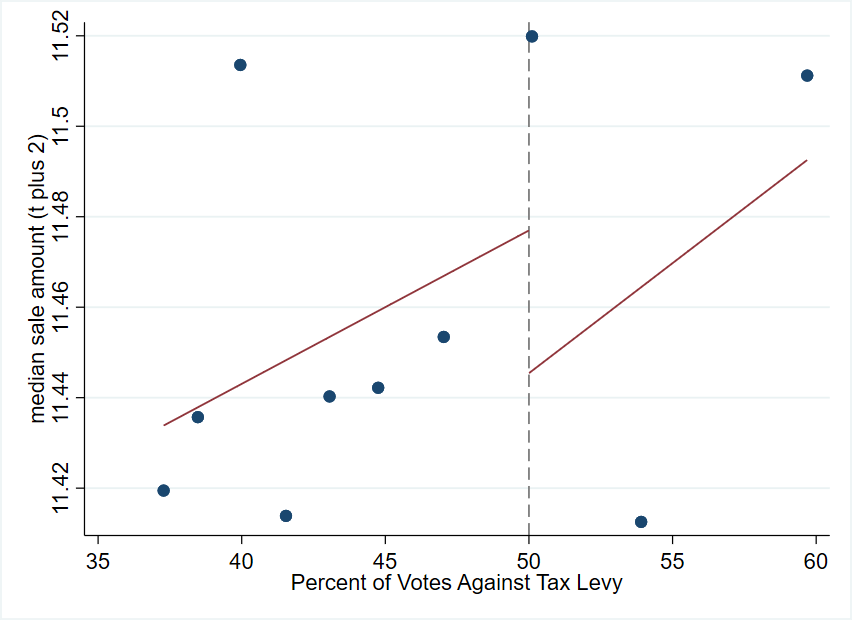 11.52
11.5
11.48
11.46
11.44
11.42
median sale amount (t plus 2)
35 40 45 50 55 60
Percent of Votes Against Tax Levy